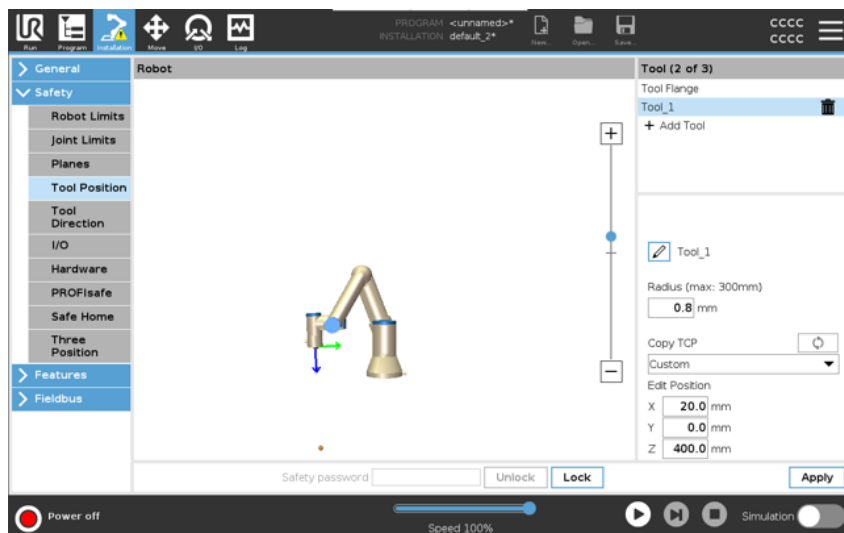 UR
PROGRAM <unnamed>*
INSTALLATION default_2*
Run Program Installation Move I/O Log
New... Open... Save...
CCCC
CCCC
General
Safety
Robot Limits
Joint Limits
Planes
Tool Position
Tool
Direction
I/O
Hardware
PROFIsafe
Safe Home
Three
Position
Features
Fieldbus
Robot
Tool (2 of 3)
Tool Flange
Tool_1
+ Add Tool
Tool_1
Radius (max: 300mm)
0.8 mm
Copy TCP
Custom
Edit Position
X 20.0 mm
Y 0.0 mm
Z 400.0 mm
Safety password Unlock Lock Apply
Power off
Speed 100%
Simulation